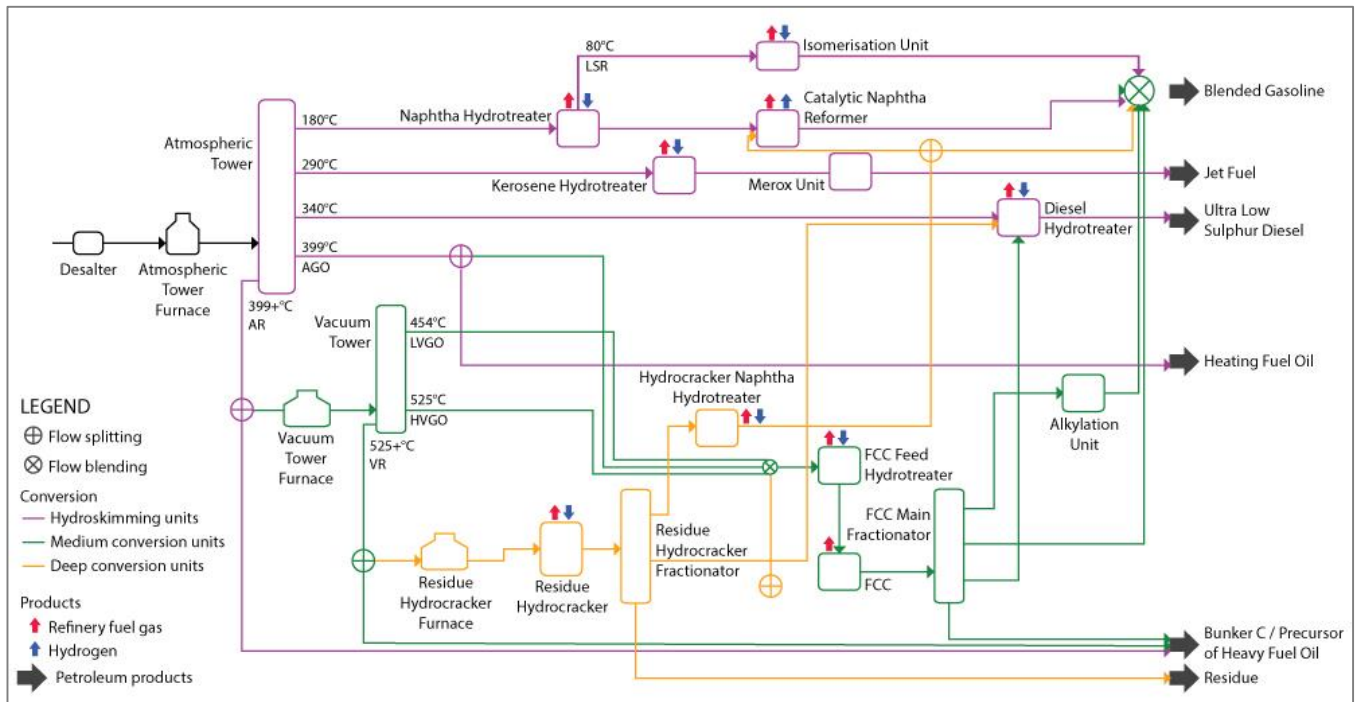 80°C
LSR
Isomerisation Unit
Naphtha Hydrotreater
Catalytic Naphtha
Reformer
Blended Gasoline
180°C
Atmospheric
Tower
290°C
Kerosene Hydrotreater
Merox Unit
Jet Fuel
340°C
Diesel
Hydrotreater
Ultra Low
Sulphur Diesel
399°C
AGO
Desalter
Atmospheric
Tower
Furnace
399+°C
AR
Vacuum
Tower
454°C
LVGO
Heating Fuel Oil
Hydrocracker Naphtha
Hydrotreater
525°C
HVGO
Alkylation
Unit
525+°C
VR
Vacuum
Tower
Furnace
FCC Feed
Hydrotreater
FCC Main
Fractionator
Residue
Hydrocracker
Fractionator
FCC
Residue
Hydrocracker
Furnace
Residue
Hydrocracker
Bunker C / Precursor
of Heavy Fuel Oil
Residue
LEGEND
Flow splitting
Flow blending
Conversion
Hydroskimming units
Medium conversion units
Deep conversion units
Products
Refinery fuel gas
Hydrogen
Petroleum products